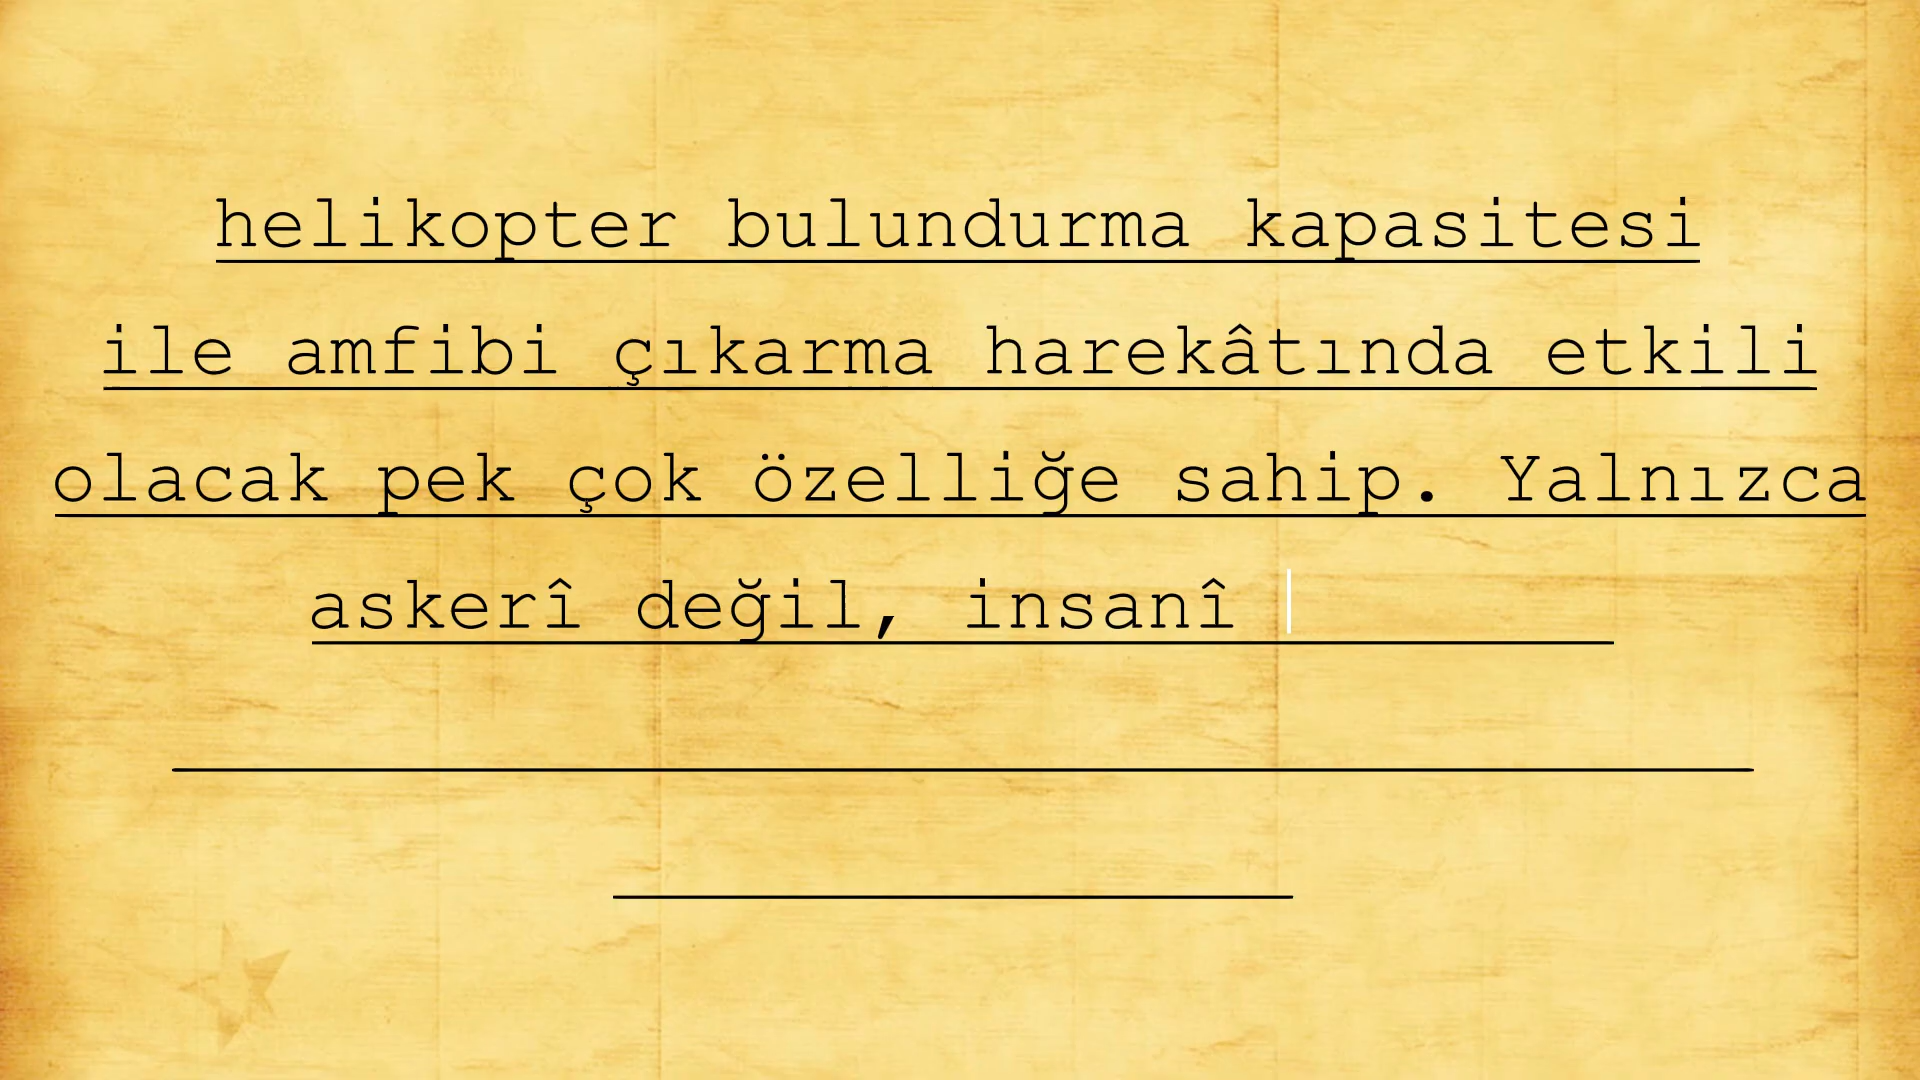 helikopter bulundurma kapasitesi
ile amfibi çıkarma harekâtında etkili
olacak pek çok özelliğe sahip. Yalnızca
askerî değil, insanî